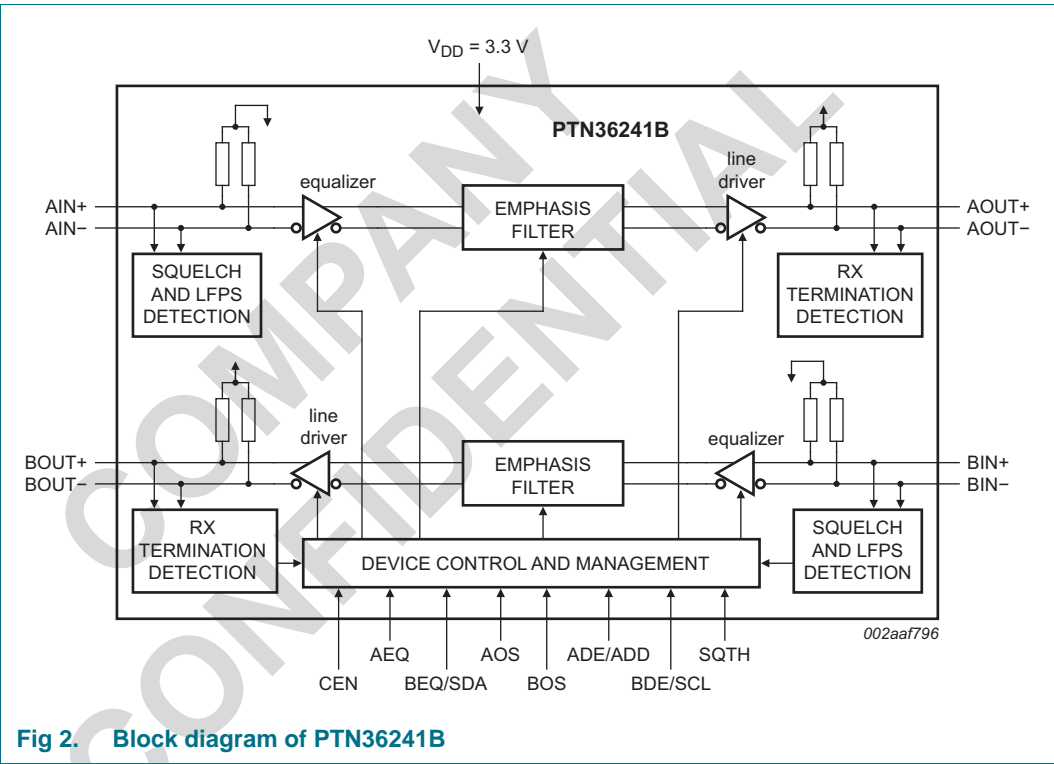 V_DD = 3.3 V
PTN36241B
equalizer
line
driver
AIN+
AIN−
EMPHASIS
FILTER
AOUT+
AOUT−
SQUELCH
AND LFPS
DETECTION
RX
TERMINATION
DETECTION
line
driver
equalizer
BOUT+
BOUT−
EMPHASIS
FILTER
BIN+
BIN−
RX
TERMINATION
DETECTION
DEVICE CONTROL AND MANAGEMENT
SQUELCH
AND LFPS
DETECTION
002aaf796
AEQ
AOS
ADE/ADD
SQTH
CEN
BEQ/SDA
BOS
BDE/SCL
COMPANY
CONFIDENTIAL
Fig 2. Block diagram of PTN36241B